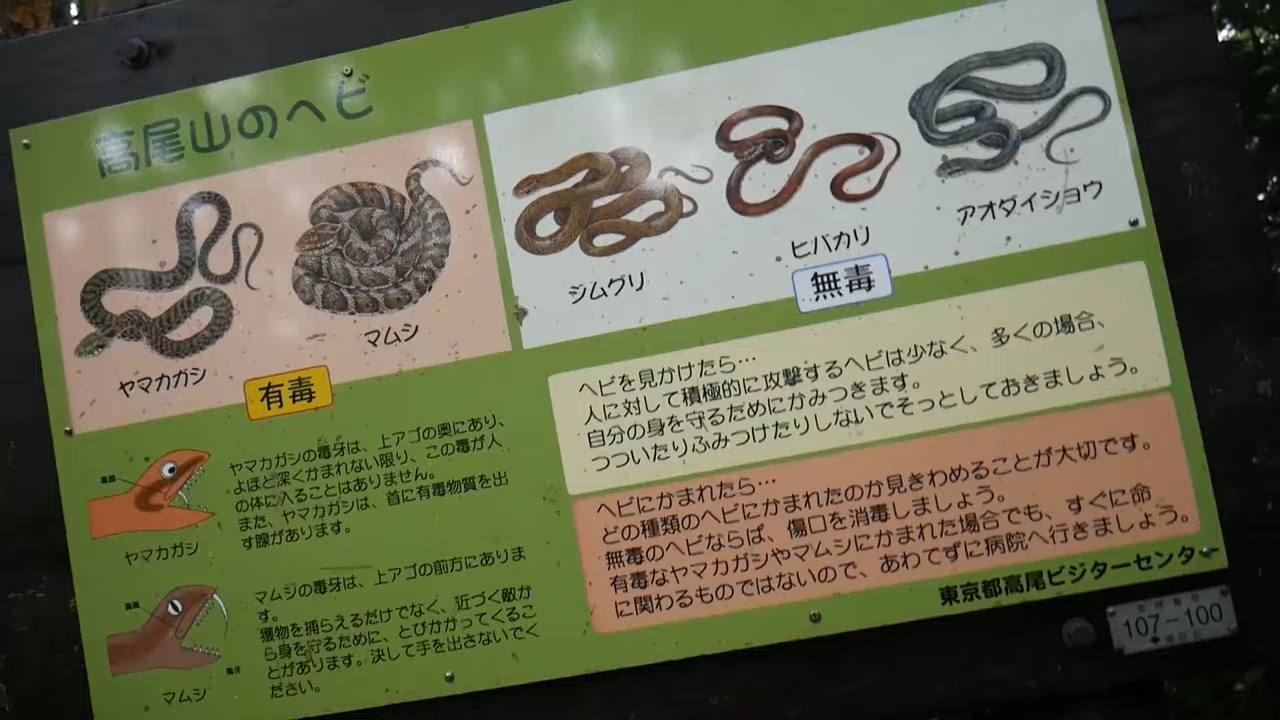 高尾山のヘビ
ヤマカガシ
マムシ
有毒
ジムグリ
ヒバカリ
アオダイショウ
無毒
ヤマカガシの毒牙は、上アゴの奥にあり、
よほど深くかまれない限り、この毒が人
の体に入ることはありません。
また、ヤマカガシは、首に有毒物質を出
す腺があります。
ヤマカガシ
マムシの毒牙は、上アゴの前方にありま
す。
獲物を捕らえるだけでなく、近づく敵か
ら身を守るために、とびかかってくるこ
とがあります。決して手を出さないでく
ださい。
マムシ
毒牙
ヘビを見かけたら…
人に対して積極的に攻撃するヘビは少なく、多くの場合、
自分の身を守るためにかみつきます。
つついたりふみつけたりしないでそっとしておきましょう。
ヘビにかまれたら…
どの種類のヘビにかまれたのか見きわめることが大切です。
無毒のヘビならば、傷口を消毒しましょう。
有毒なヤマカガシやマムシにかまれた場合でも、すぐに命
に関わるものではないので、あわてずに病院へ行きましょう。
東京都高尾ビジターセンター
107-100